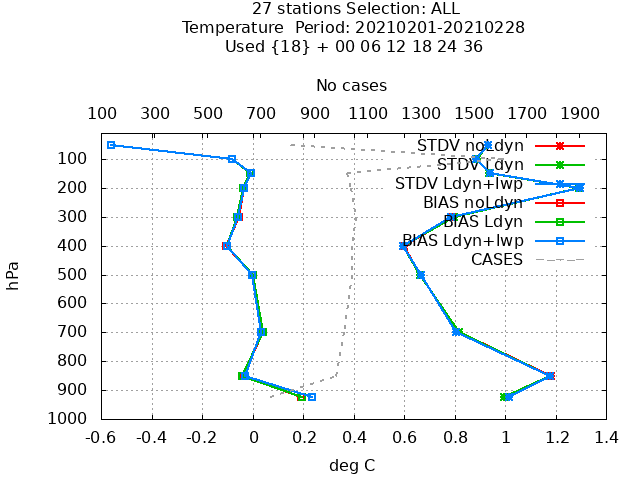 27 stations Selection: ALL
Temperature  Period: 20210201-20210228
Used {18} + 00 06 12 18 24 36
No cases
100 300 500 700 900 1100 1300 1500 1700 1900
STDV noLdyn
STDV Ldyn
STDV Ldyn+lwp
BIAS noLdyn
BIAS Ldyn
BIAS Ldyn+lwp
CASES
hPa
100
200
300
400
500
600
700
800
900
1000
-0.6 -0.4 -0.2 0 0.2 0.4 0.6 0.8 1 1.2 1.4
deg C